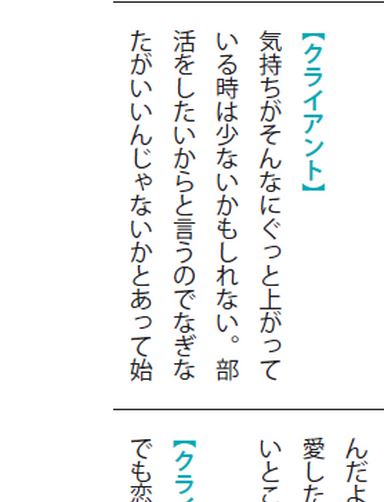 【クライアント】
気持ちがそんなにぐっと上がって
いる時は少ないかもしれない。部
活をしたいからと言うのでなぎな
たがいいんじゃないかとあって始
んだよ
愛した
いとこ
【クラ
でも恋